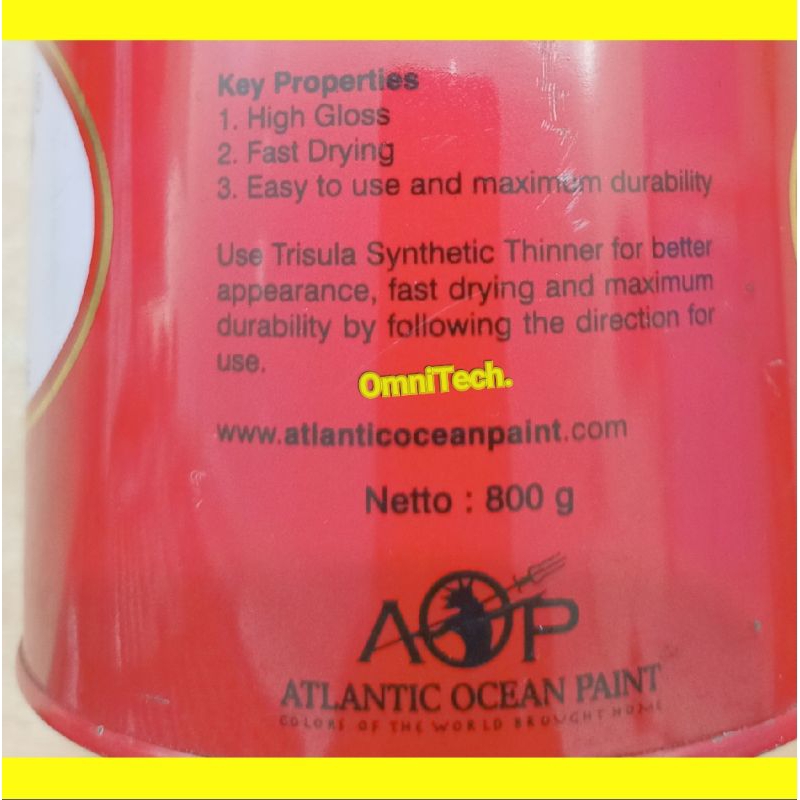 Key Properties
1. High Gloss
2. Fast Drying
3. Easy to use and maximum durability
Use Trisula Synthetic Thinner for better
appearance, fast drying and maximum
durability by following the direction for
use.
OmniTech.
www.atlanticoceanpaint.com
Netto : 800 g
AOP
ATLANTIC OCEAN PAINT
COLORS OF THE WORLD BROUGHT HOME